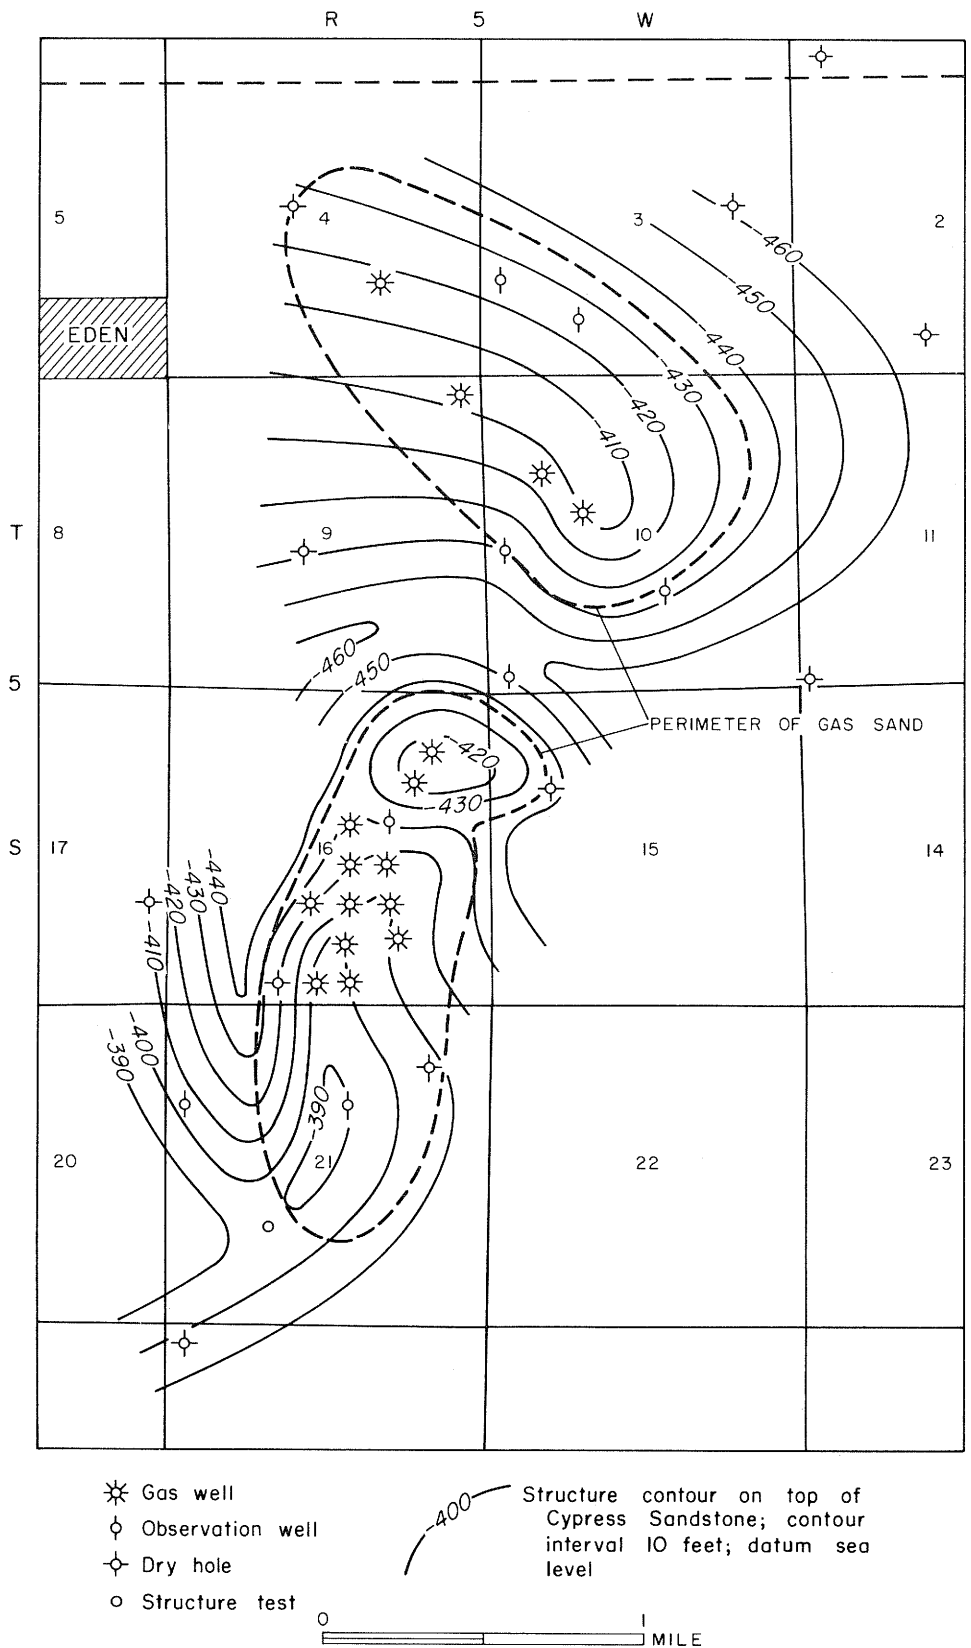 R 5 W
5 4 3 2
-460
-450
EDEN
-440
-430
-420
-410
T 8 9 10 11
-460
-450
5
PERIMETER OF GAS SAND
-420
-430
S 17 16 15 14
-440
-430
-420
-410
-400
-390
-390
20 21 22 23
Gas well
Observation well
Dry hole
Structure test
-400
Structure contour on top of
Cypress Sandstone; contour
interval 10 feet; datum sea
level
0 1
MILE